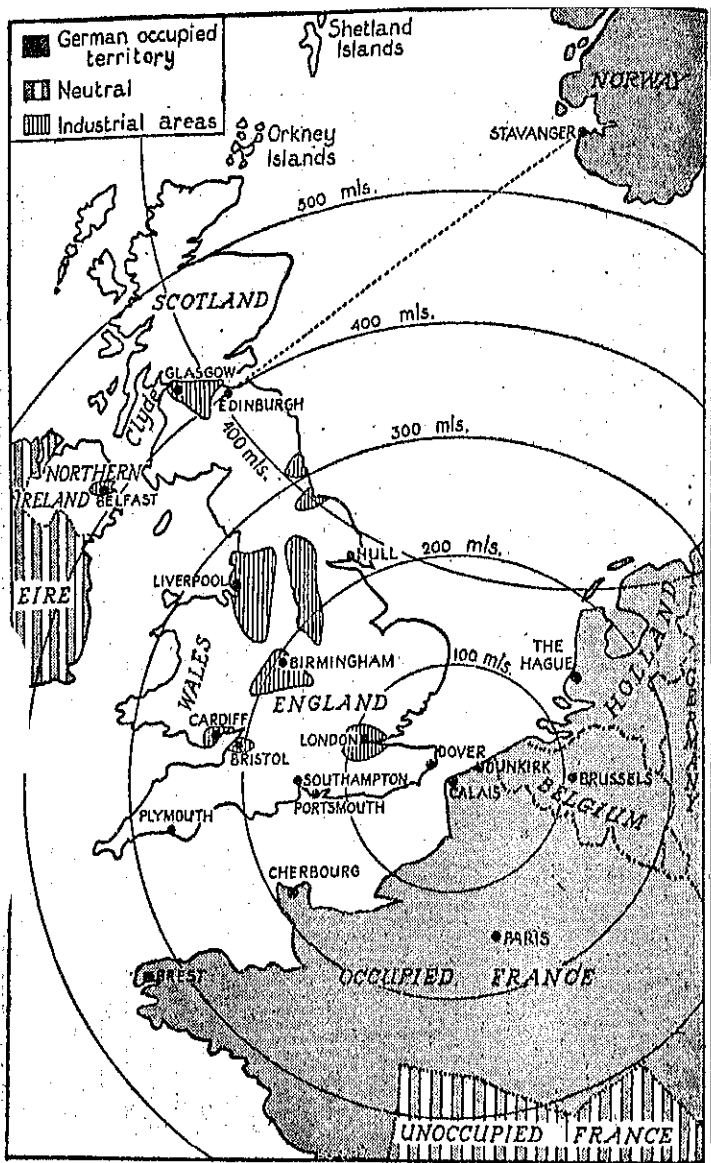 German occupied
territory
Neutral
Industrial areas
Shetland
Islands
NORWAY
STAVANGER
Orkney
Islands
500 mls.
SCOTLAND
400 mls.
GLASGOW
EDINBURGH
Clyde
400 mls.
300 mls.
NORTHERN
IRELAND
BELFAST
HULL
200 mls.
LIVERPOOL
EIRE
THE
HAGUE
HOLLAND
GERMANY
100 mls.
BIRMINGHAM
WALES
ENGLAND
CARDIFF
LONDON
BRISTOL
DOVER
DUNKIRK
BRUSSELS
SOUTHAMPTON
CALAIS
BELGIUM
PORTSMOUTH
PLYMOUTH
CHERBOURG
PARIS
BREST
OCCUPIED FRANCE
UNOCCUPIED FRANCE